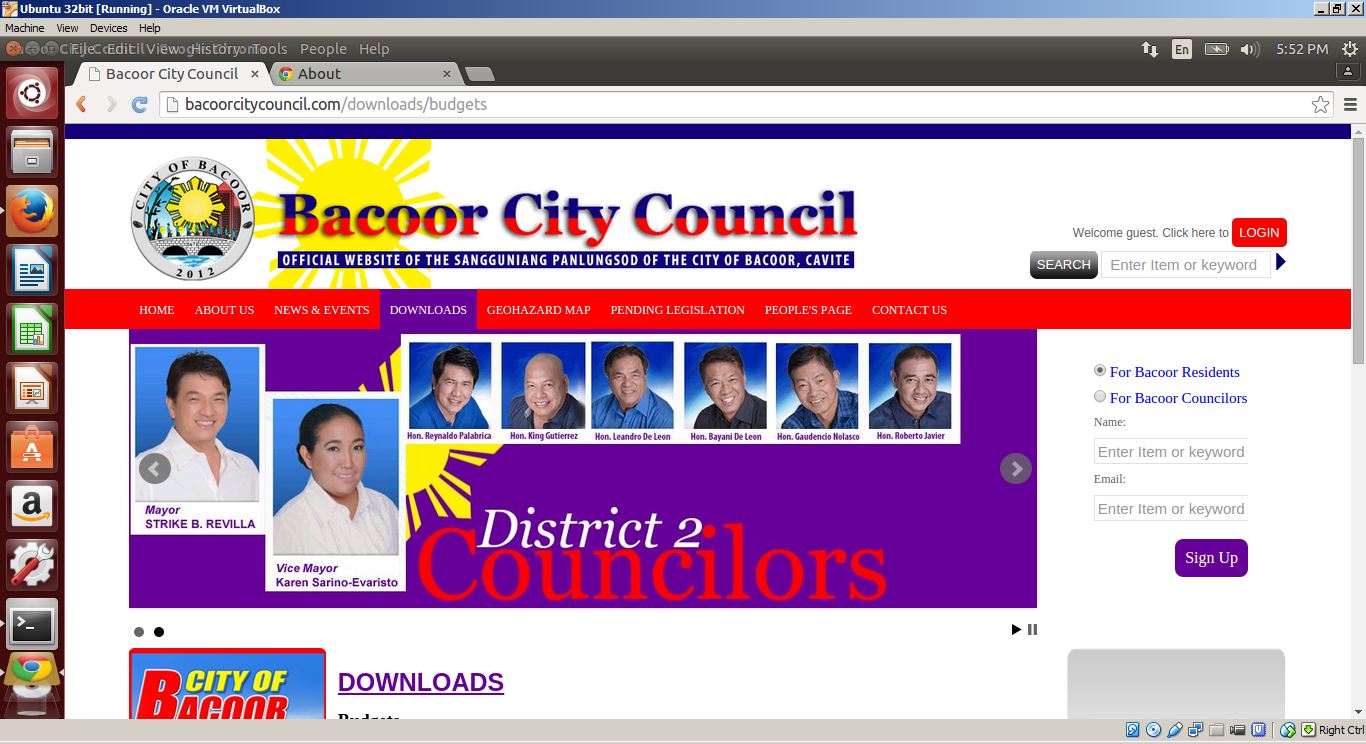 Ubuntu 32bit [Running] - Oracle VM VirtualBox
Machine View Devices Help
File Edit View History Tools People Help
En 5:52 PM
Bacoor City Council About
bacoorcitycouncil.com/downloads/budgets
CITY OF BACOOR
2012
Bacoor City Council
OFFICIAL WEBSITE OF THE SANGGUNIANG PANLUNGSOD OF THE CITY OF BACOOR, CAVITE
Welcome guest. Click here to LOGIN
SEARCH Enter Item or keyword
HOME ABOUT US NEWS & EVENTS DOWNLOADS GEOHAZARD MAP PENDING LEGISLATION PEOPLE'S PAGE CONTACT US
Hon. Reynaldo Palabrica Hon. King Gutierrez Hon. Leandro De Leon Hon. Bayani De Leon Hon. Gaudencio Nolasco Hon. Roberto Javier
Mayor
STRIKE B. REVILLA
Vice Mayor
Karen Sarino-Evaristo
District 2
Councilors
For Bacoor Residents
For Bacoor Councilors
Name:
Enter Item or keyword
Email:
Enter Item or keyword
Sign Up
CITY OF
BACOOR
DOWNLOADS
Budgets
Right Ctrl